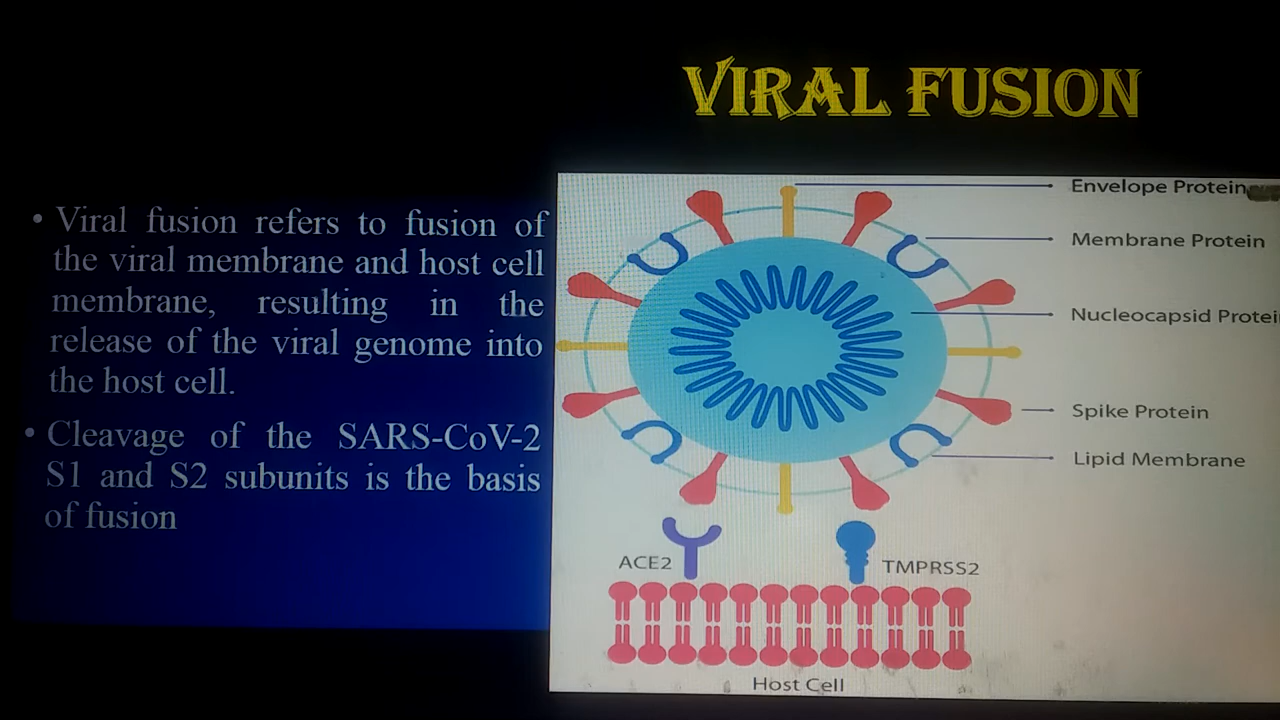 VIRAL FUSION
• Viral fusion refers to fusion of
the viral membrane and host cell
membrane, resulting in the
release of the viral genome into
the host cell.
• Cleavage of the SARS-CoV-2
S1 and S2 subunits is the basis
of fusion
Envelope Protein
Membrane Protein
Nucleocapsid Protei
Spike Protein
Lipid Membrane
ACE2
TMPRSS2
Host Cell